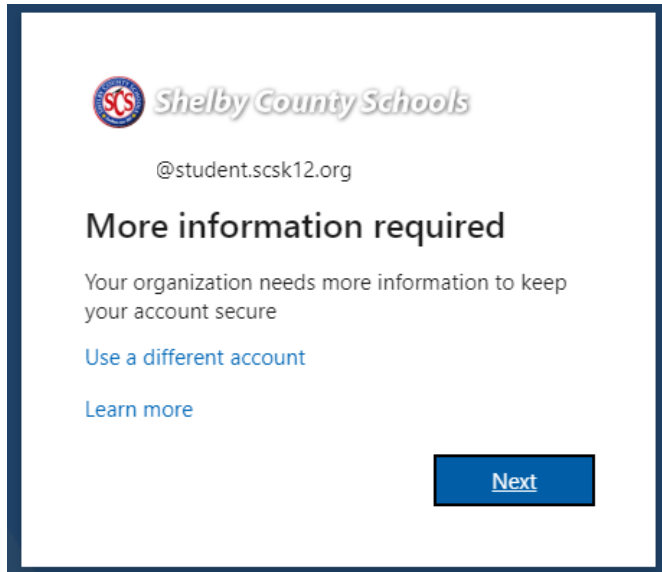 SCS Shelby County Schools
@student.scsk12.org
More information required
Your organization needs more information to keep
your account secure
Use a different account
Learn more
Next